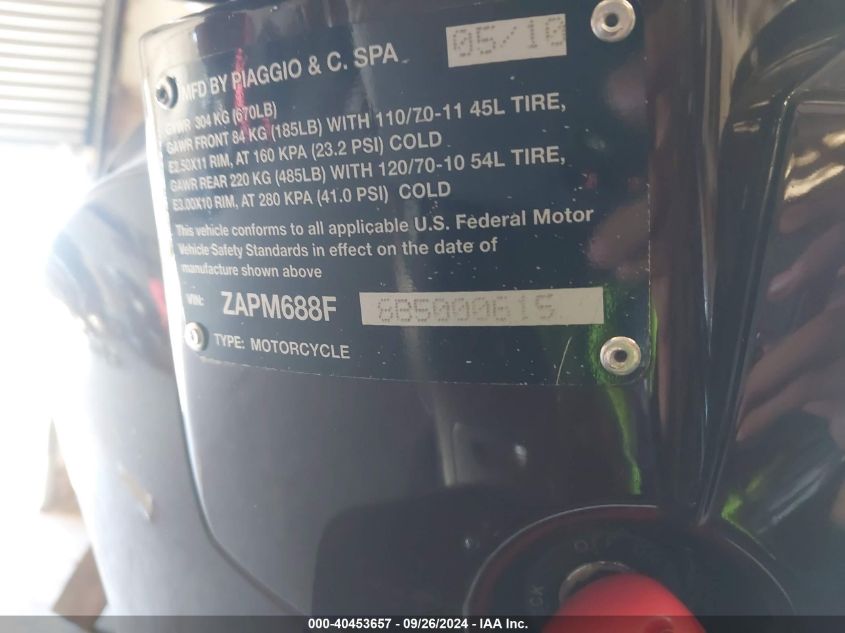 05/10
MFD BY PIAGGIO & C. SPA
GVWR 304 KG (670LB)
GAWR FRONT 84 KG (185LB) WITH 110/70-11 45L TIRE,
E2.50X11 RIM, AT 160 KPA (23.2 PSI) COLD
GAWR REAR 220 KG (485LB) WITH 120/70-10 54L TIRE,
E3.00X10 RIM, AT 280 KPA (41.0 PSI) COLD
This vehicle conforms to all applicable U.S. Federal Motor
Vehicle Safety Standards in effect on the date of
manufacture shown above
VIN: ZAPM688F 6B5000615
TYPE: MOTORCYCLE
OFF
000-40453657 - 09/26/2024 - IAA Inc.